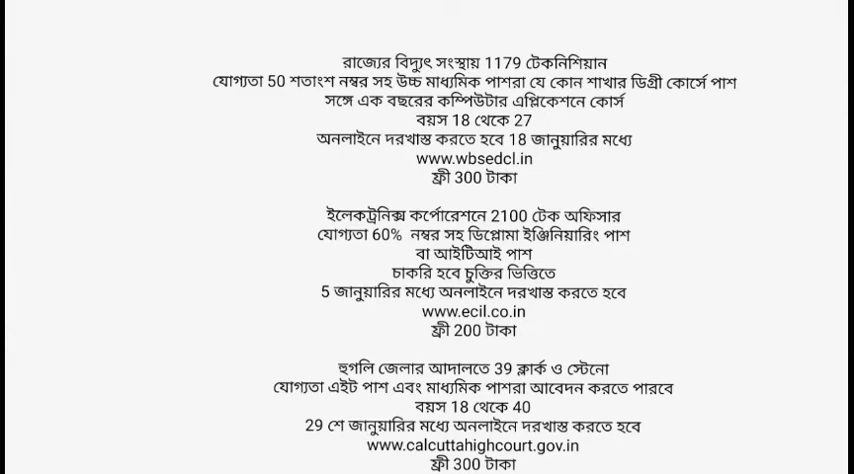 রাজ্যের বিদ্যুৎ সংস্থায় 1179 টেকনিশিয়ান
যোগ্যতা 50 শতাংশ নম্বর সহ উচ্চ মাধ্যমিক পাশরা যে কোন শাখার ডিগ্রী কোর্সে পাশ
সঙ্গে এক বছরের কম্পিউটার এপ্লিকেশনে কোর্স
বয়স 18 থেকে 27
অনলাইনে দরখাস্ত করতে হবে 18 জানুয়ারির মধ্যে
www.wbsedcl.in
ফ্রী 300 টাকা
ইলেকট্রনিক্স কর্পোরেশনে 2100 টেক অফিসার
যোগ্যতা 60% নম্বর সহ ডিপ্লোমা ইঞ্জিনিয়ারিং পাশ
বা আইটিআই পাশ
চাকরি হবে চুক্তির ভিত্তিতে
5 জানুয়ারির মধ্যে অনলাইনে দরখাস্ত করতে হবে
www.ecil.co.in
ফ্রী 200 টাকা
হুগলি জেলার আদালতে 39 ক্লার্ক ও স্টেনো
যোগ্যতা এইট পাশ এবং মাধ্যমিক পাশরা আবেদন করতে পারবে
বয়স 18 থেকে 40
29 শে জানুয়ারির মধ্যে অনলাইনে দরখাস্ত করতে হবে
www.calcuttahighcourt.gov.in
ফ্রী 300 টাকা